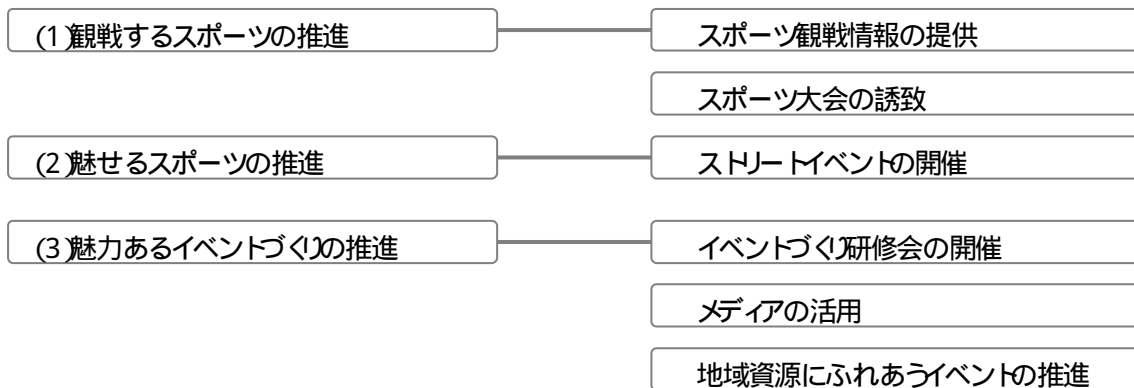 (1)観戦するスポーツの推進
スポーツ観戦情報の提供
スポーツ大会の誘致
(2)魅せるスポーツの推進
ストリートイベントの開催
(3)魅力あるイベントづくりの推進
イベントづくり研修会の開催
メディアの活用
地域資源にふれあうイベントの推進